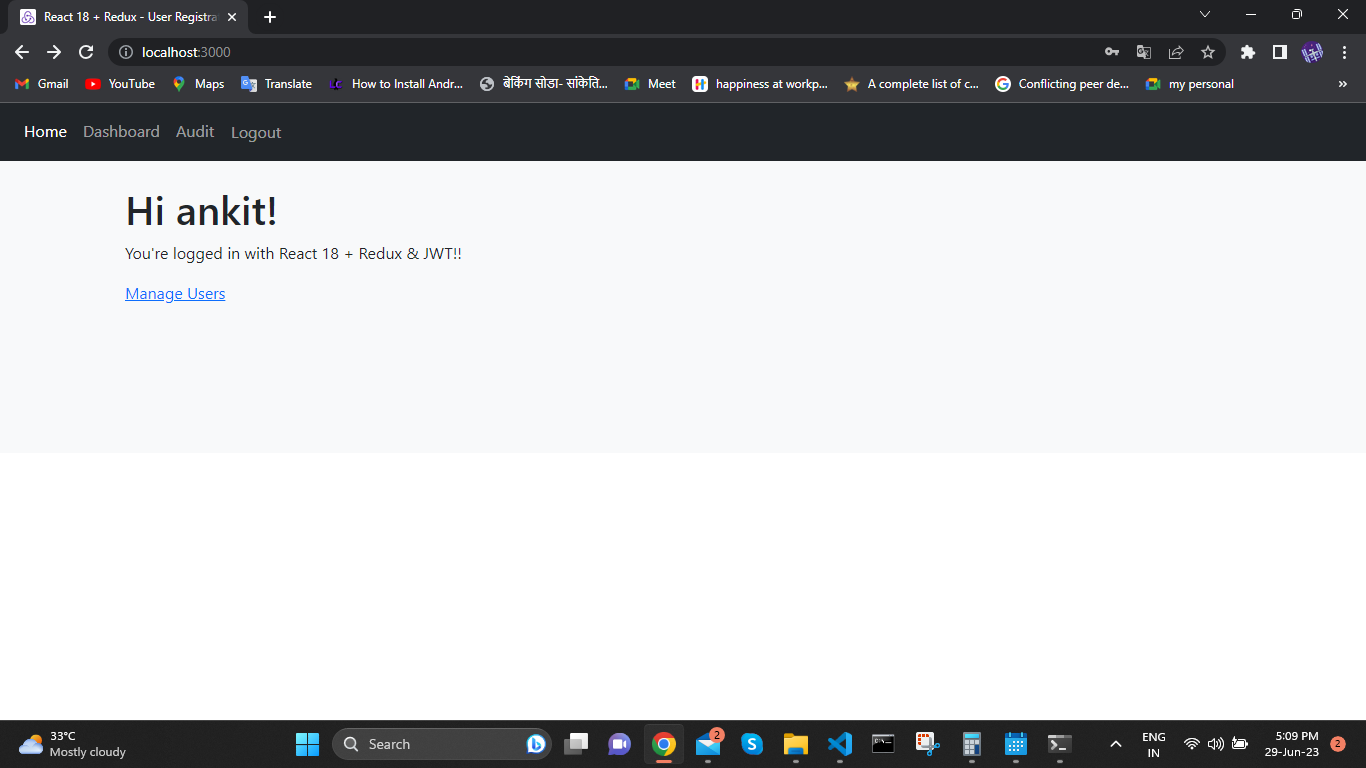 React 18 + Redux - User Registra
localhost:3000
Gmail
YouTube
Maps
Translate
How to Install Andr...
बेकिंग सोडा- सांकेति...
Meet
happiness at workp...
A complete list of c...
Conflicting peer de...
my personal
Home Dashboard Audit Logout
Hi ankit!
You're logged in with React 18 + Redux & JWT!!
Manage Users
33°C
Mostly cloudy
Search
2
ENG
IN
5:09 PM
29-Jun-23
2